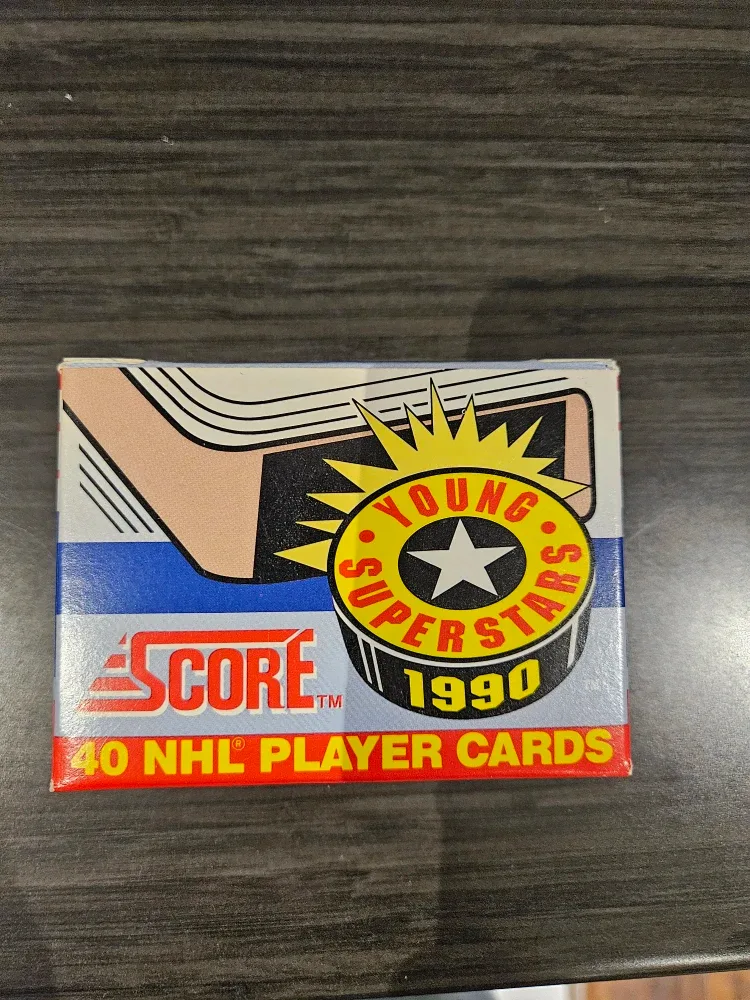 • YOUNG •
SUPERSTARS
1990
SCORE™
40 NHL® PLAYER CARDS